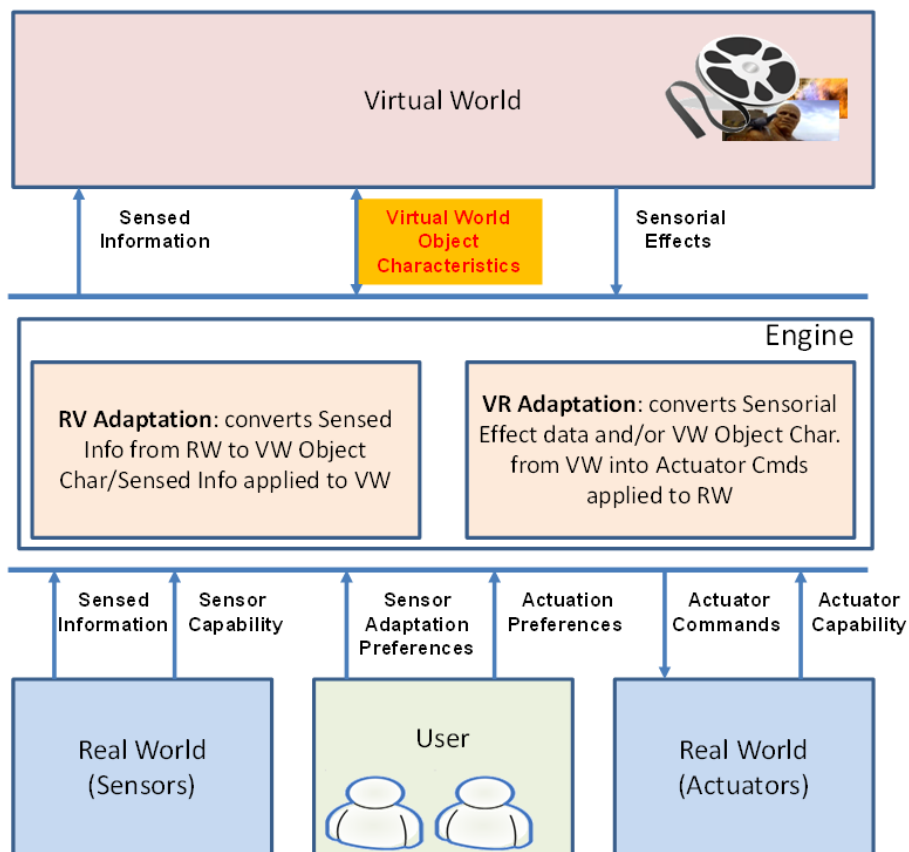 Virtual World
Sensed
Information
Virtual World
Object
Characteristics
Sensorial
Effects
Engine
RV Adaptation: converts Sensed
Info from RW to VW Object
Char/Sensed Info applied to VW
VR Adaptation: converts Sensorial
Effect data and/or VW Object Char.
from VW into Actuator Cmds
applied to RW
Sensed
Information
Sensor
Capability
Sensor
Adaptation
Preferences
Actuation
Preferences
Actuator
Commands
Actuator
Capability
Real World
(Sensors)
User
Real World
(Actuators)